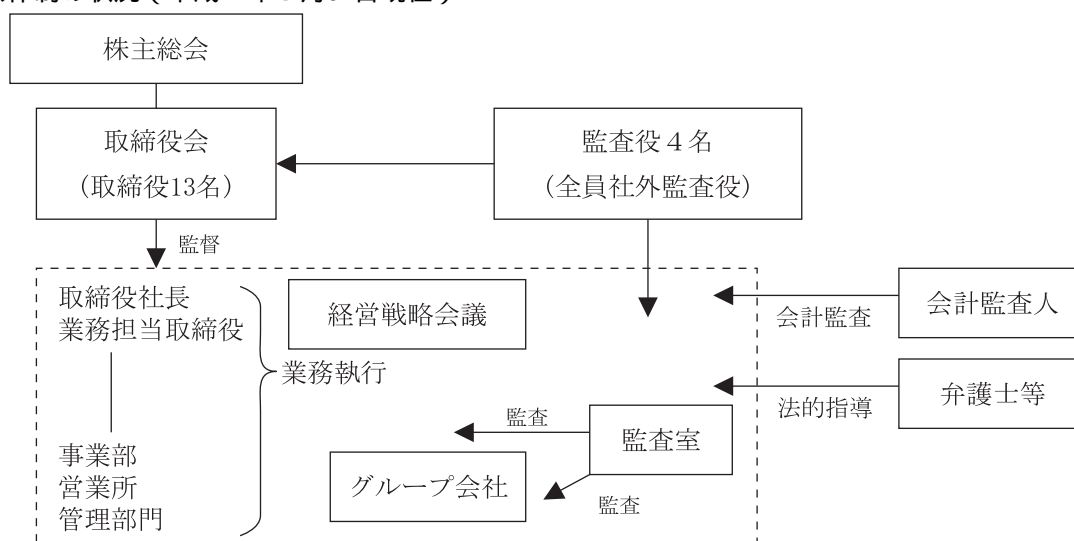 株主総会
取締役会
(取締役13名)
監査役4名
(全員社外監査役)
監督
取締役社長
業務担当取締役
経営戦略会議
業務執行
会計監査
会計監査人
法的指導
弁護士等
監査
監査室
グループ会社
監査
事業部
営業所
管理部門